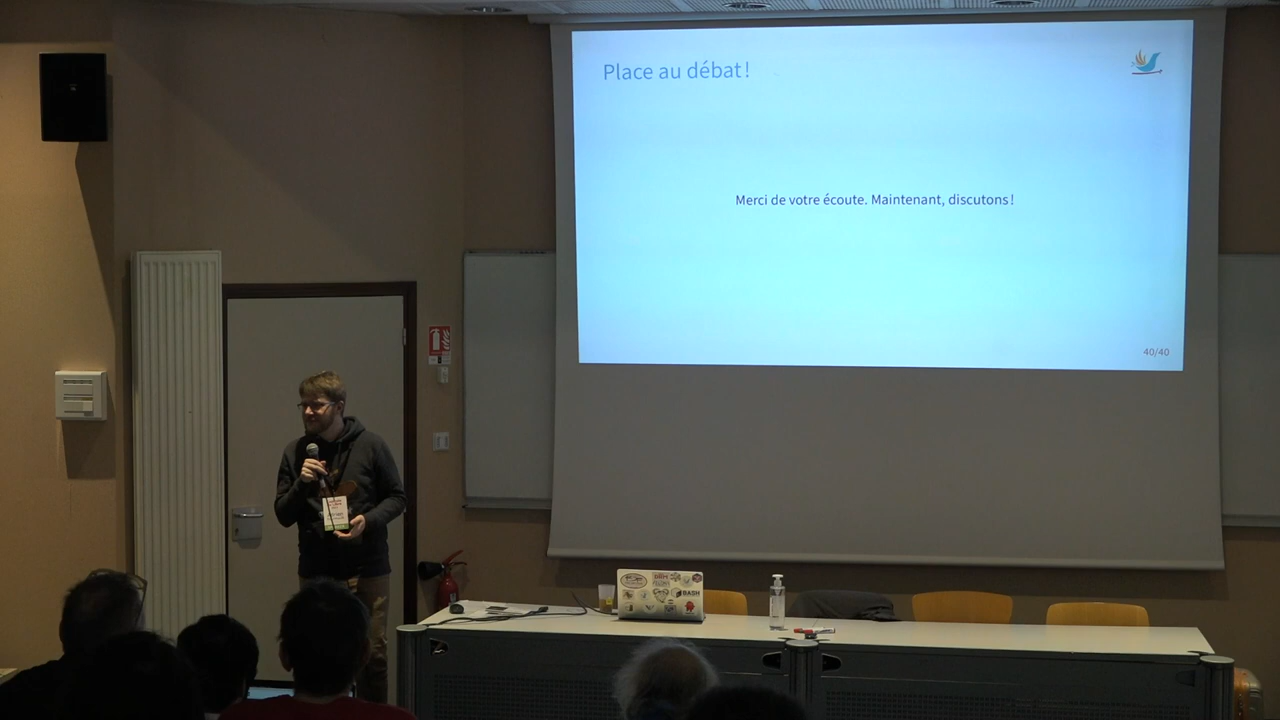 Place au débat !
Merci de votre écoute. Maintenant, discutons !
40/40
BASH